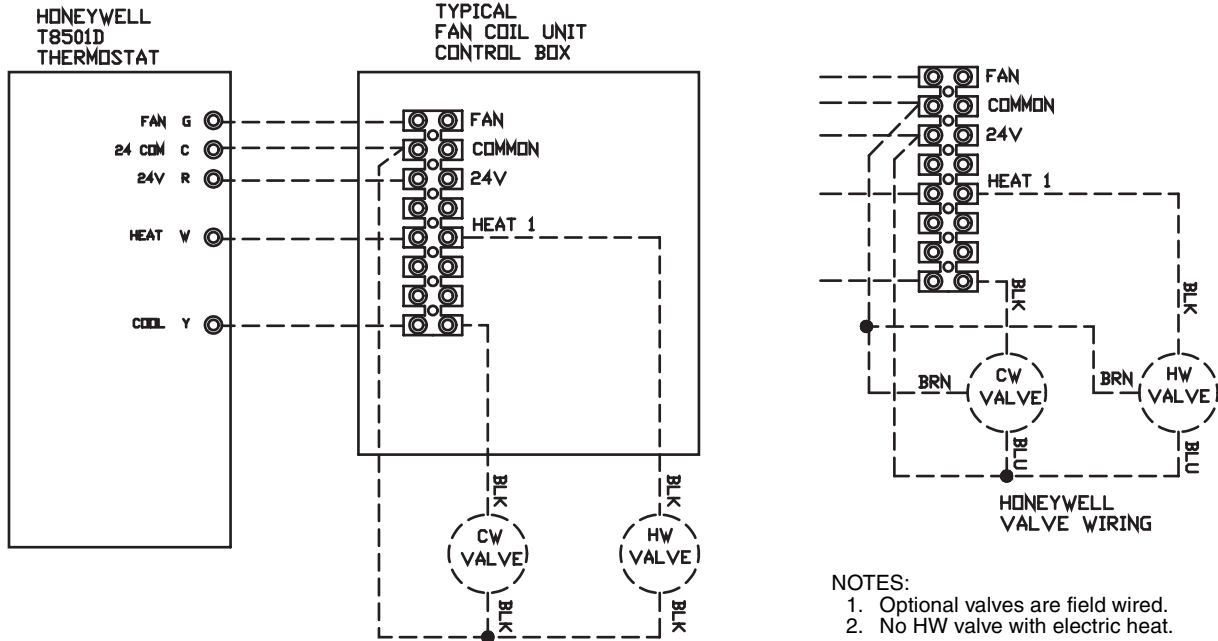 HONEYWELL
T8501D
THERMOSTAT
FAN G
24 COM C
24V R
HEAT W
COOL Y
TYPICAL
FAN COIL UNIT
CONTROL BOX
FAN
COMMON
24V
HEAT 1
BLK
BLK
CW
VALVE
HW
VALVE
BLK
BLK
FAN
COMMON
24V
HEAT 1
BLK
BLK
BRN
CW
VALVE
BRN
HW
VALVE
BLU
BLU
HONEYWELL
VALVE WIRING
NOTES:
1. Optional valves are field wired.
2. No HW valve with electric heat.